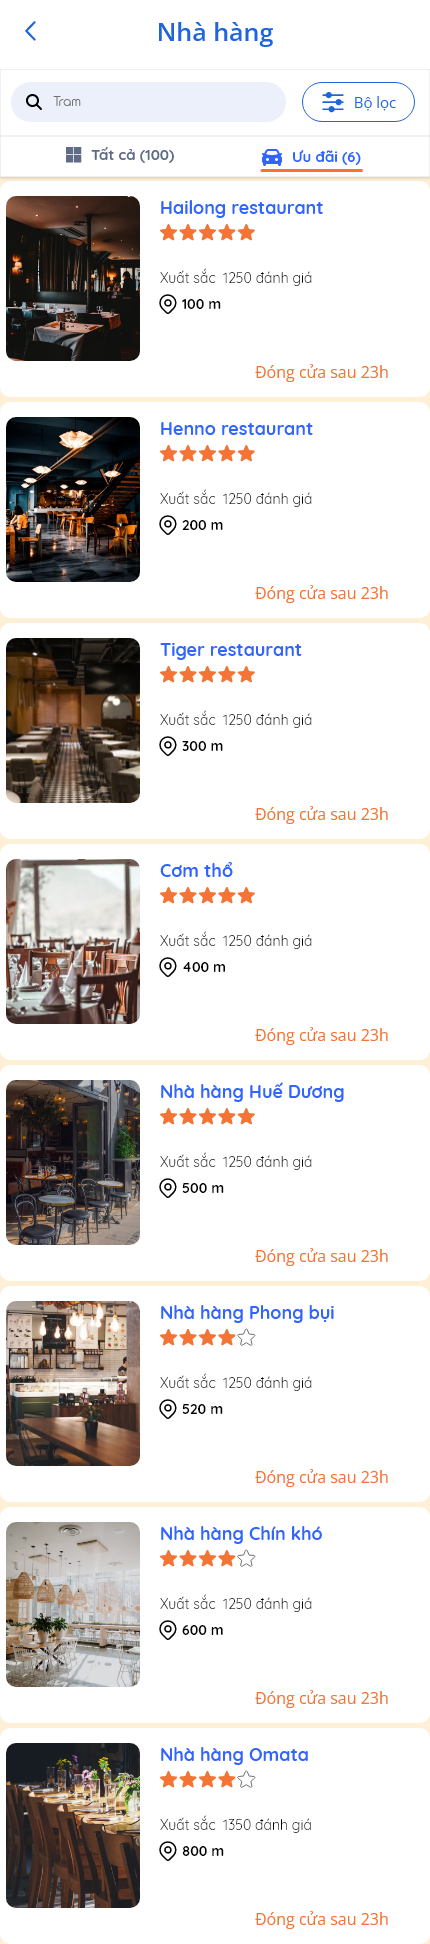 Nhà hàng
Tram
Bộ lọc
Tất cả (100)
Ưu đãi (6)
Hailong restaurant
Xuất sắc 1250 đánh giá
100 m
Đóng cửa sau 23h
Henno restaurant
Xuất sắc 1250 đánh giá
200 m
Đóng cửa sau 23h
Tiger restaurant
Xuất sắc 1250 đánh giá
300 m
Đóng cửa sau 23h
Cơm thổ
Xuất sắc 1250 đánh giá
400 m
Đóng cửa sau 23h
Nhà hàng Huế Dương
Xuất sắc 1250 đánh giá
500 m
Đóng cửa sau 23h
Nhà hàng Phong bụi
Xuất sắc 1250 đánh giá
520 m
Đóng cửa sau 23h
Nhà hàng Chín khó
Xuất sắc 1250 đánh giá
600 m
Đóng cửa sau 23h
Nhà hàng Omata
Xuất sắc 1350 đánh giá
800 m
Đóng cửa sau 23h